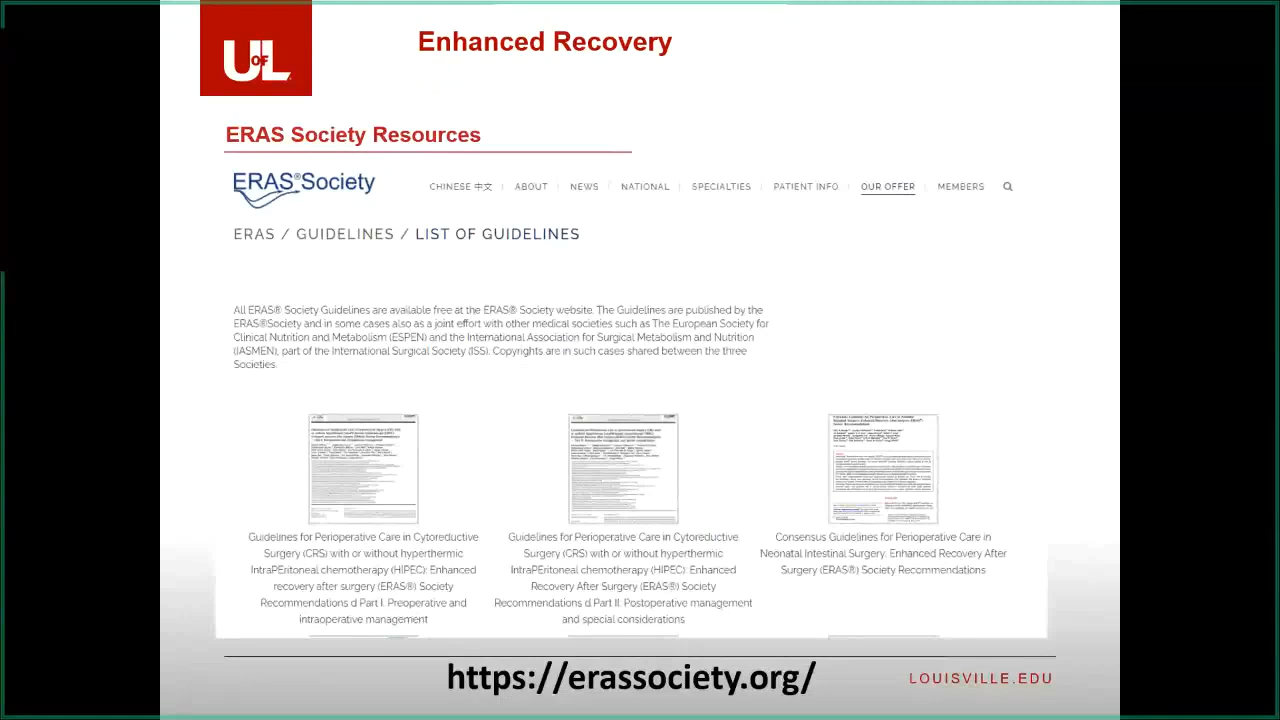 U OF L
Enhanced Recovery
ERAS Society Resources
ERAS®Society
CHINESE 中文 ABOUT NEWS NATIONAL SPECIALTIES PATIENT INFO OUR OFFER MEMBERS
ERAS / GUIDELINES / LIST OF GUIDELINES
All ERAS® Society Guidelines are available free at the ERAS® Society website. The Guidelines are published by the
ERAS®Society and in some cases also as a joint effort with other medical societies such as The European Society for
Clinical Nutrition and Metabolism (ESPEN) and the International Association for Surgical Metabolism and Nutrition
(IASMEN), part of the International Surgical Society (ISS). Copyrights are in such cases shared between the three
Societies.
Guidelines for Perioperative Care in Cytoreductive
Surgery (CRS) with or without hyperthermic
IntraPEritoneal chemotherapy (HIPEC): Enhanced
recovery after surgery (ERAS®) Society
Recommendations d Part I: Preoperative and
intraoperative management
Guidelines for Perioperative Care in Cytoreductive
Surgery (CRS) with or without hyperthermic
IntraPEritoneal chemotherapy (HIPEC): Enhanced
Recovery After Surgery (ERAS®) Society
Recommendations d Part II: Postoperative management
and special considerations
Consensus Guidelines for Perioperative Care in
Neonatal Intestinal Surgery: Enhanced Recovery After
Surgery (ERAS®) Society Recommendations
https://erassociety.org/
LOUISVILLE.EDU